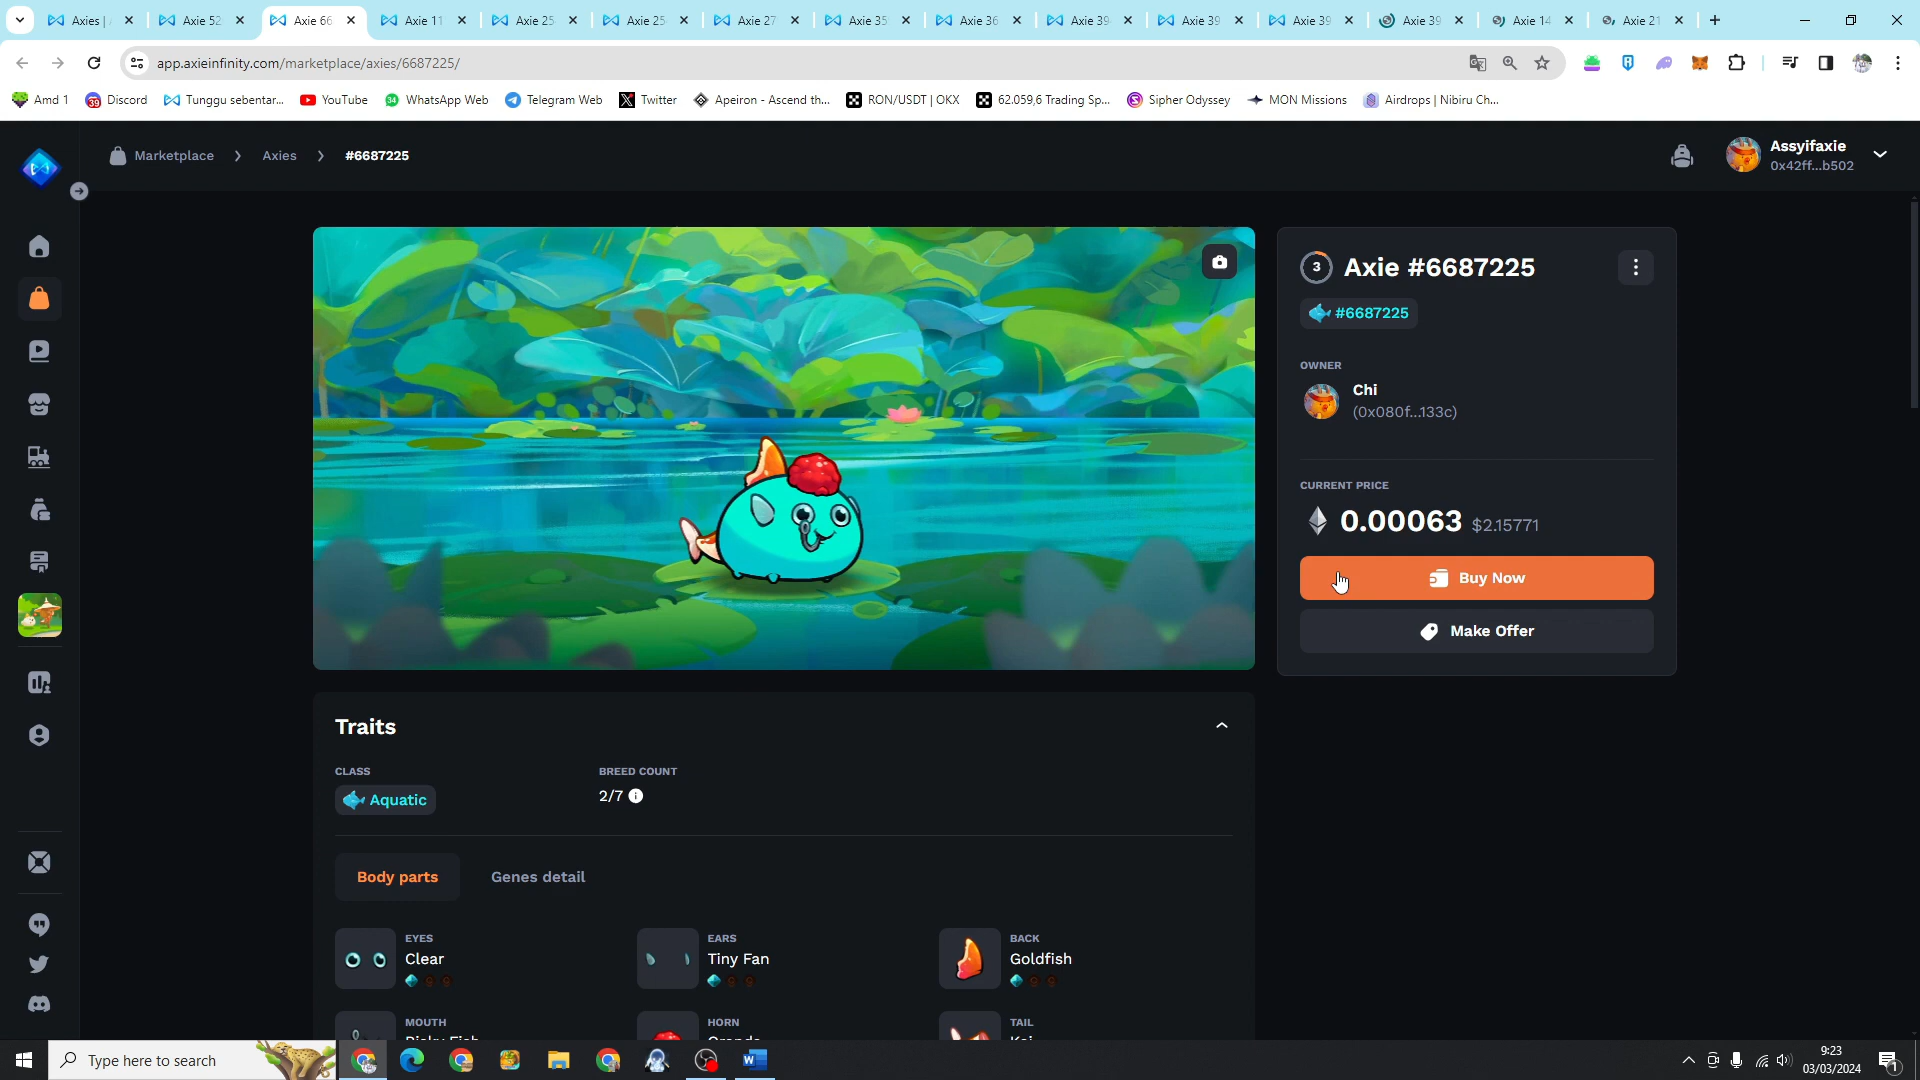 Axies | A
Axie 52
Axie 66
Axie 11
Axie 25
Axie 25
Axie 27
Axie 35
Axie 36
Axie 39
Axie 39
Axie 39
Axie 39
Axie 14
Axie 21
app.axieinfinity.com/marketplace/axies/6687225/
Amd 1
Discord
Tunggu sebentar...
YouTube
34 WhatsApp Web
Telegram Web
Twitter
Apeiron - Ascend th...
RON/USDT | OKX
62.059,6 Trading Sp...
Sipher Odyssey
MON Missions
Airdrops | Nibiru Ch...
Marketplace > Axies > #6687225
Assyifaxie
0x42ff...b502
3 Axie #6687225
#6687225
OWNER
Chi
(0x080f...133c)
CURRENT PRICE
0.00063 $2.15771
Buy Now
Make Offer
Traits
CLASS
Aquatic
BREED COUNT
2/7
Body parts
Genes detail
EYES
Clear
EARS
Tiny Fan
BACK
Goldfish
MOUTH
Risky Fish
HORN
TAIL
Koi
Type here to search
9:23
03/03/2024
1